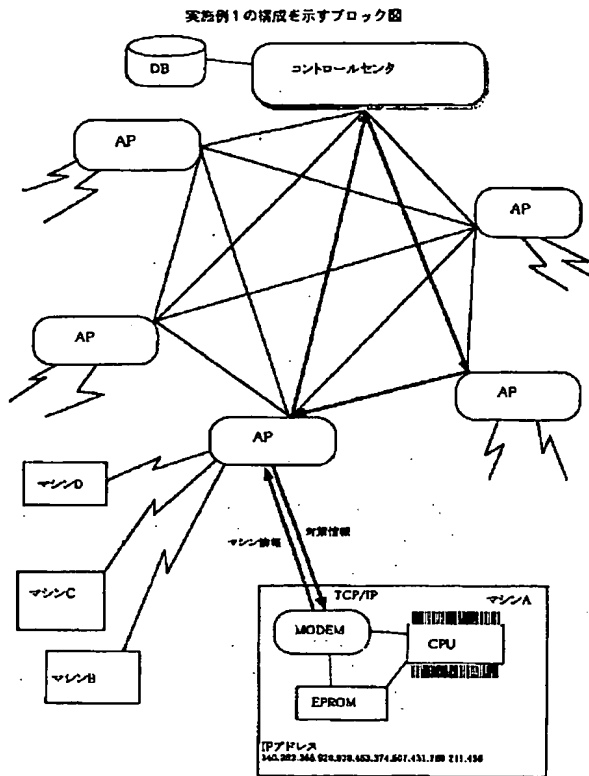 実施例1の構成を示すブロック図
DB
コントロールセンタ
AP
AP
AP
AP
AP
マシンD
マシンC
マシンB
マシン情報
対策情報
TCP/IP
マシンA
MODEM
CPU
EPROM
IPアドレス